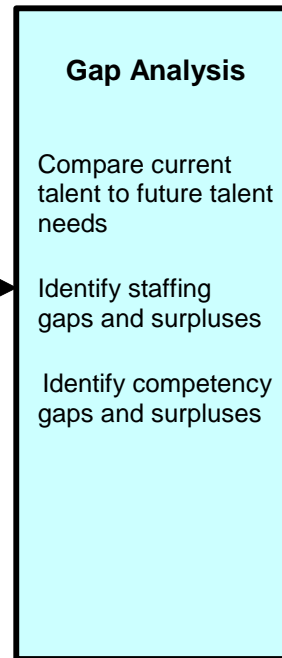 Gap Analysis
Compare current
talent to future talent
needs
Identify staffing
gaps and surpluses
Identify competency
gaps and surpluses